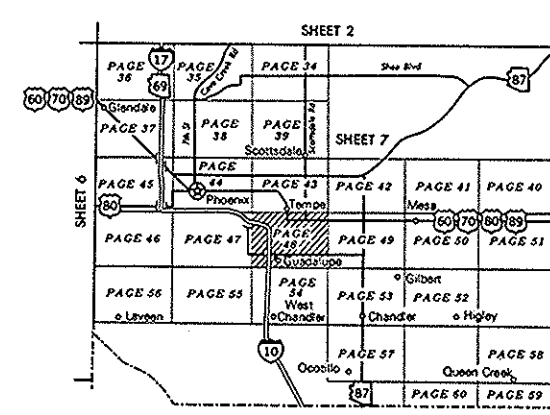 SHEET 2
PAGE 36
17
69
PAGE 35
Cave Creek Rd
PAGE 34
Shea Blvd
87
60 70 89
Glendale
PAGE 37
7th St
PAGE 38
PAGE 39
Scottsdale Rd
SHEET 7
Scottsdale
PAGE 44
PAGE 45
Phoenix
PAGE 43
PAGE 42
PAGE 41
PAGE 40
SHEET 6
80
Tempe
Mesa
60 70 80 89
PAGE 46
PAGE 47
PAGE 48
PAGE 49
PAGE 50
PAGE 51
Guadalupe
Gilbert
PAGE 56
PAGE 55
PAGE 54
PAGE 53
PAGE 52
Laveen
West Chandler
Chandler
Higley
10
PAGE 57
PAGE 58
Ocotillo
Queen Creek
87
PAGE 60
PAGE 59